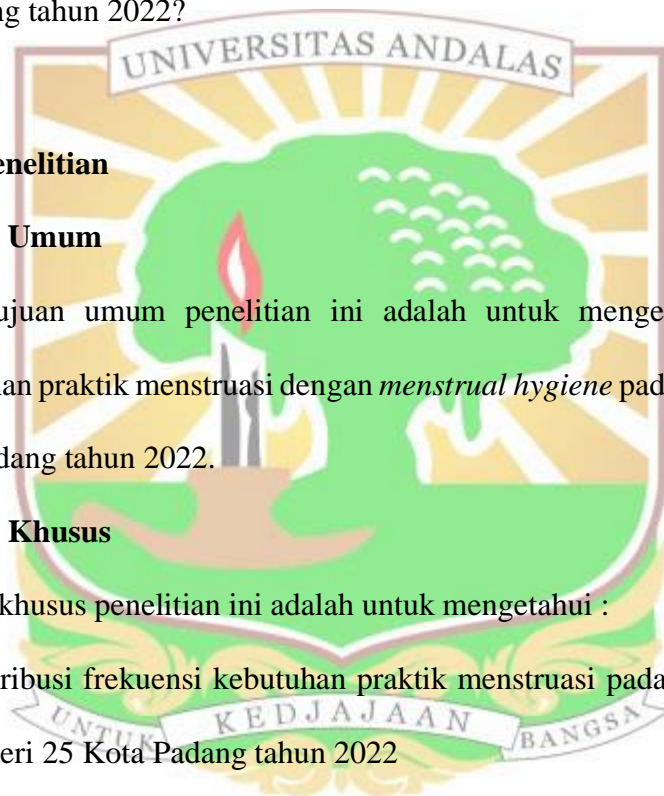 ng tahun 2022?
UNIVERSITAS ANDALAS
enelitian
Umum
ujuan umum penelitian ini adalah untuk menge
an praktik menstruasi dengan menstrual hygiene pad
dang tahun 2022.
Khusus
khusus penelitian ini adalah untuk mengetahui :
ribusi frekuensi kebutuhan praktik menstruasi pada
eri 25 Kota Padang tahun 2022
UNTUK KEDJAJAAN BANGSA